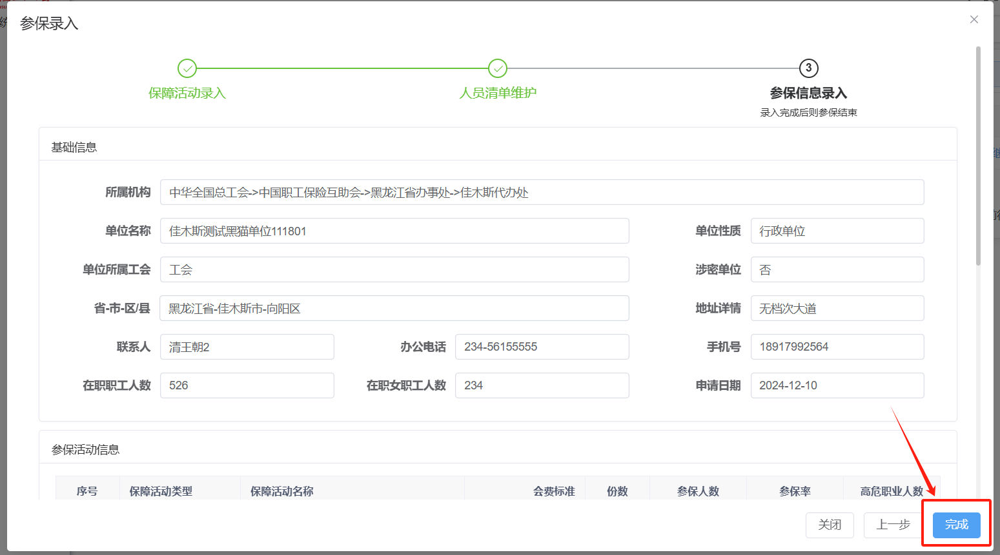 参保录入
3
保障活动录入
人员清单维护
参保信息录入
录入完成后则参保结束
基础信息
所属机构 中华全国总工会->中国职工保险互助会->黑龙江省办事处->佳木斯代办处
单位名称 佳木斯测试黑猫单位111801 单位性质 行政单位
单位所属工会 工会 涉密单位 否
省-市-区/县 黑龙江省-佳木斯市-向阳区 地址详情 无档次大道
联系人 清王朝2 办公电话 234-56155555 手机号 18917992564
在职职工人数 526 在职女职工人数 234 申请日期 2024-12-10
参保活动信息
序号 保障活动类型 保障活动名称 会费标准 份数 参保人数 参保率 高危职业人数
关闭 上一步 完成